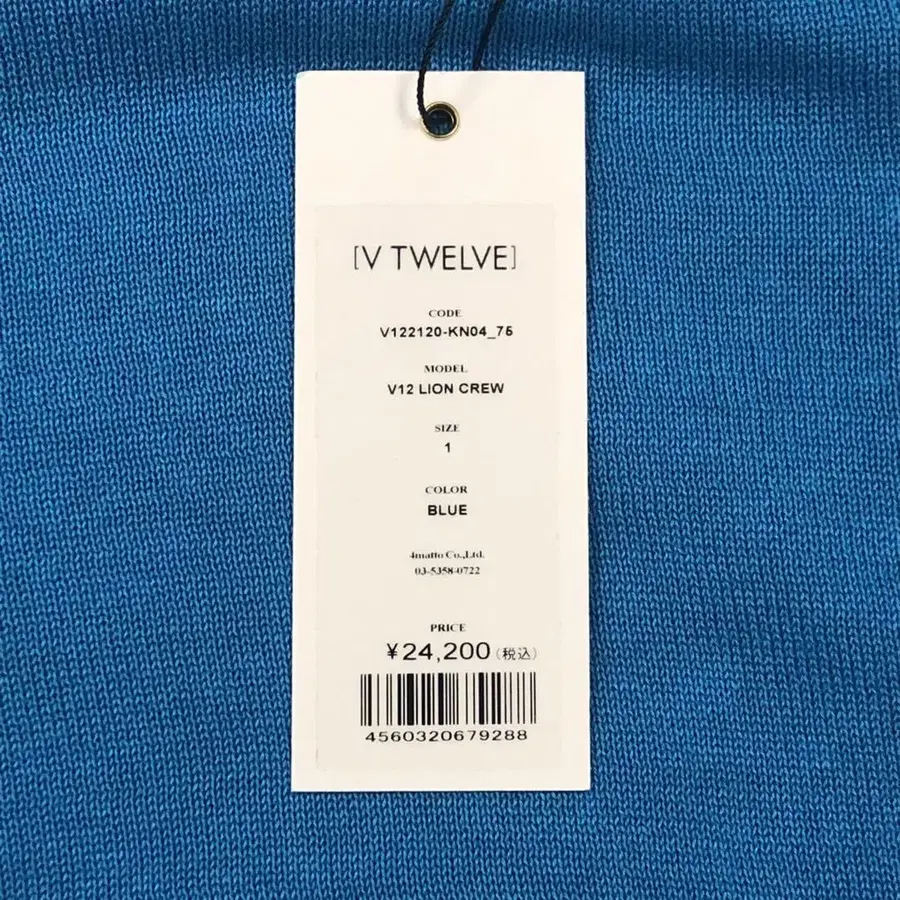 [V TWELVE]
CODE
V122120-KN04_75
MODEL
V12 LION CREW
SIZE
1
COLOR
BLUE
4matto Co.,Ltd.
03-5358-0722
PRICE
¥24,200(税込)
4560320679288